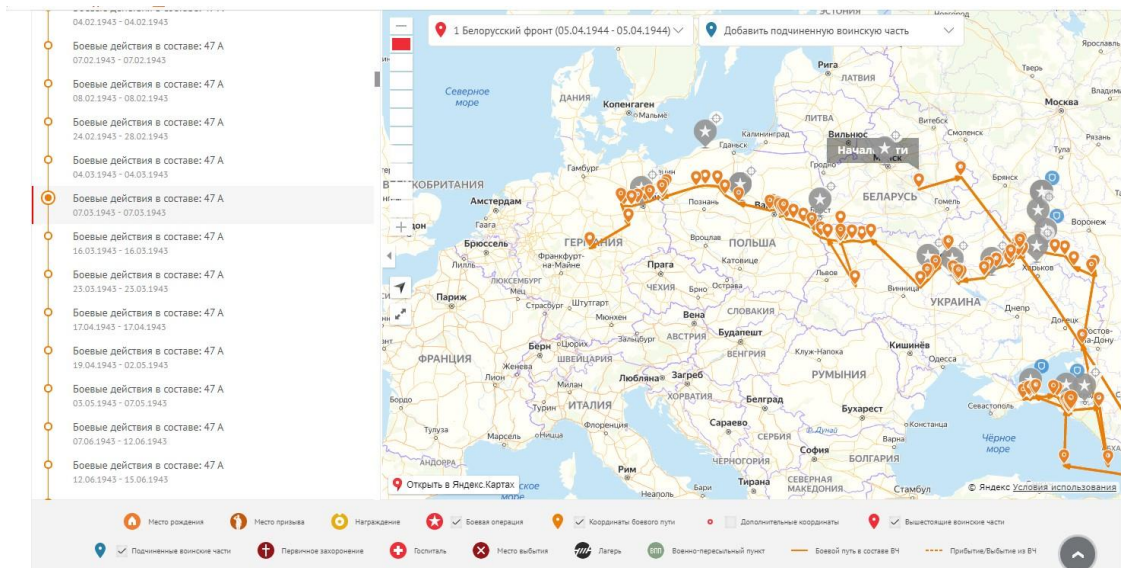 04.02.1943 - 04.02.1943
Боевые действия в составе: 47 А
07.02.1943 - 07.02.1943
Боевые действия в составе: 47 А
08.02.1943 - 08.02.1943
Боевые действия в составе: 47 А
24.02.1943 - 28.02.1943
Боевые действия в составе: 47 А
04.03.1943 - 04.03.1943
Боевые действия в составе: 47 А
07.03.1943 - 07.03.1943
Боевые действия в составе: 47 А
16.03.1943 - 16.03.1943
Боевые действия в составе: 47 А
23.03.1943 - 23.03.1943
Боевые действия в составе: 47 А
17.04.1943 - 17.04.1943
Боевые действия в составе: 47 А
19.04.1943 - 02.05.1943
Боевые действия в составе: 47 А
03.05.1943 - 07.05.1943
Боевые действия в составе: 47 А
07.06.1943 - 12.06.1943
Боевые действия в составе: 47 А
12.06.1943 - 15.06.1943
1 Белорусский фронт (05.04.1944 - 05.04.1944)
Добавить подчиненную воинскую часть
ЭСТОНИЯ
Новгород
Ярославль
Рига
ЛАТВИЯ
Тверь
Северное
море
ДАНИЯ
Копенгаген
Мальмё
Москва
ЛИТВА
Витебск
Калининград
Вильнюс
Смоленск
Рязань
Гданьск
Тула
Гамбург
Гродно
Брянск
Амстердам
Познань
БЕЛАРУСЬ
Гомель
Гаага
Воронеж
Брюссель
Вроцлав
ПОЛЬША
Лилль
Франкфурт-
на-Майне
Катовице
Харьков
ЛЮКСЕМБУРГ
Прага
Львов
Мец
ЧЕХИЯ
Брно
Острава
Винница
Париж
УКРАИНА
Страсбург
Штутгарт
СЛОВАКИЯ
Днепр
Мюнхен
Вена
Донецк
Зальцбург
АВСТРИЯ
Будапешт
Берн
Цюрих
ВЕНГРИЯ
Клуж-Напока
Кишинёв
ФРАНЦИЯ
ШВЕЙЦАРИЯ
Одесса
Женева
Лион
Любляна
Загреб
РУМЫНИЯ
Милан
Бордо
Турин
ИТАЛИЯ
ХОРВАТИЯ
Белград
Бухарест
Севастополь
Флоренция
Сараево
Констанца
Тулуза
Марсель
Ницца
СЕРБИЯ
р. Дунай
Варна
Чёрное
море
София
АНДОРРА
ЧЕРНОГОРИЯ
БОЛГАРИЯ
Рим
Тирана
СЕВЕРНАЯ
МАКЕДОНИЯ
Стамбул
Открыть в Яндекс.Картах
Неаполь
Бари
© Яндекс Условия использования
Место рождения
Место призыва
Награждение
Боевая операция
Координаты боевого пути
Дополнительные координаты
Вышестоящие воинские части
Подчиненные воинские части
Первичное захоронение
Госпиталь
Место выбытия
Лагерь
Военно-пересыльный пункт
Боевой путь в составе ВЧ
Прибытие/Выбытие из ВЧ